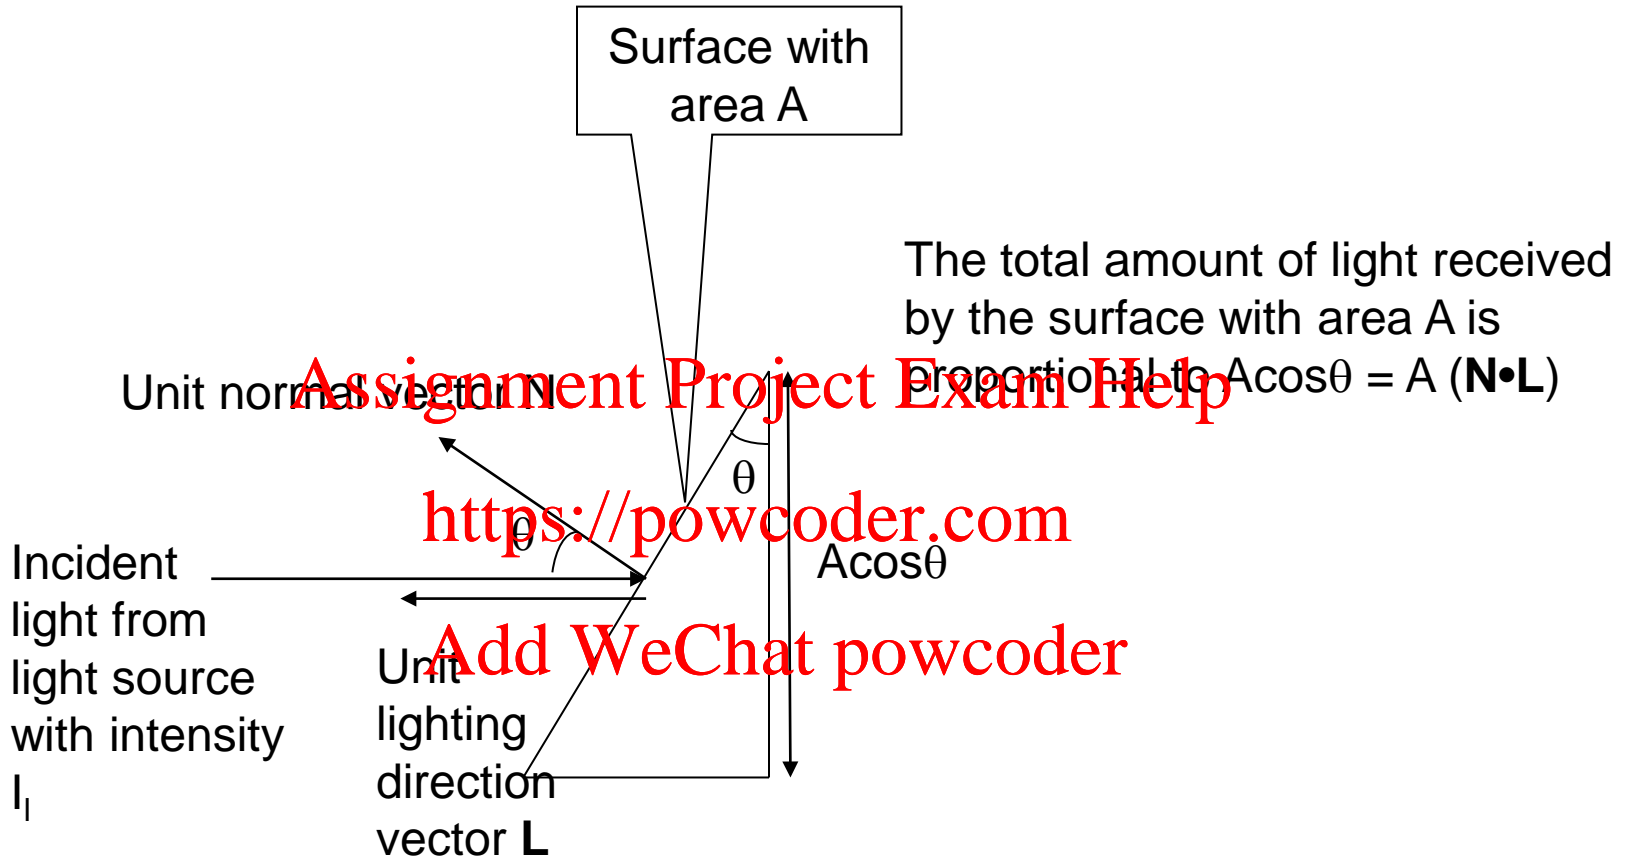 Surface with
area A
The total amount of light received
by the surface with area A is
proportional to Acosθ = A (N•L)
Unit normal vector N
Assignment Project Exam Help
θ
https://powcoder.com
θ
Acosθ
Incident
light from
light source
with intensity
I_l
Add WeChat powcoder
Unit
lighting
direction
vector L